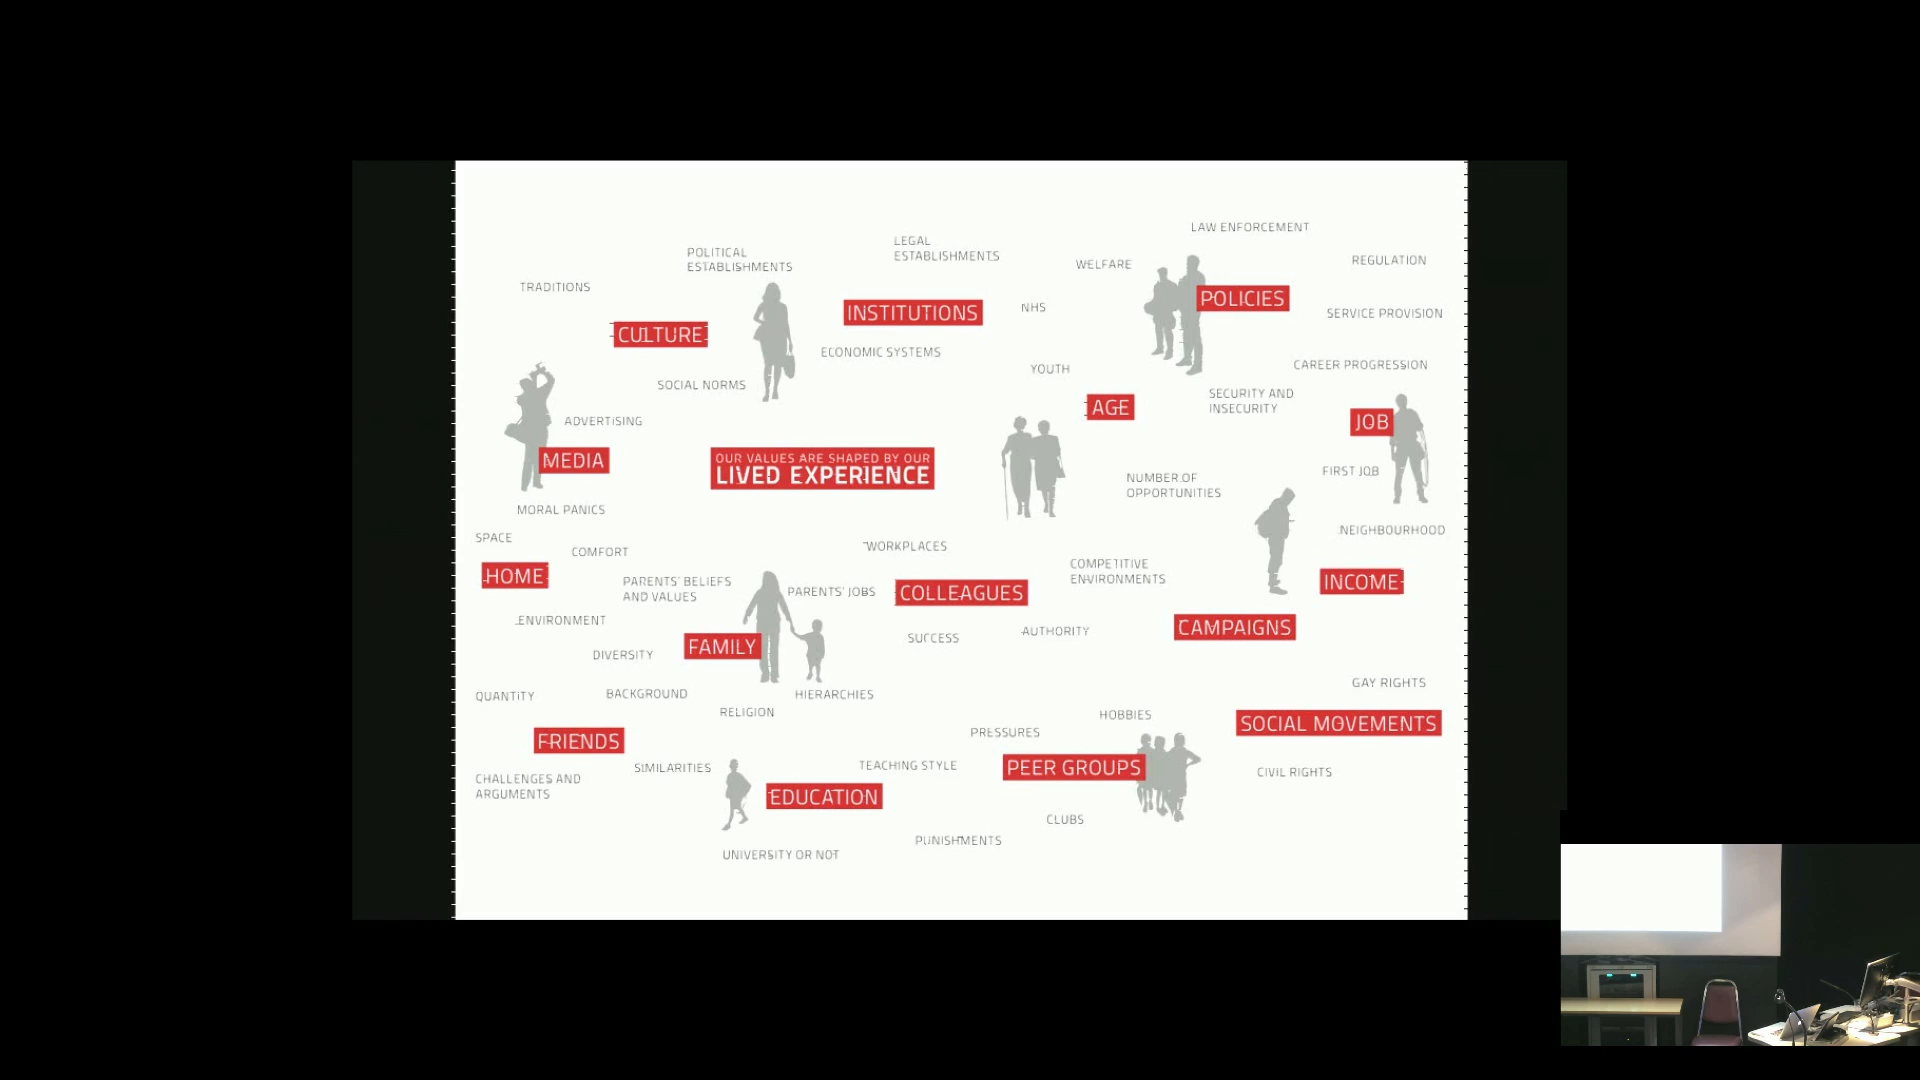 LAW ENFORCEMENT
POLITICAL
ESTABLISHMENTS
LEGAL
ESTABLISHMENTS
WELFARE
REGULATION
TRADITIONS
CULTURE
INSTITUTIONS
NHS
POLICIES
SERVICE PROVISION
ECONOMIC SYSTEMS
YOUTH
CAREER PROGRESSION
SOCIAL NORMS
AGE
SECURITY AND
INSECURITY
JOB
ADVERTISING
MEDIA
OUR VALUES ARE SHAPED BY OUR
LIVED EXPERIENCE
FIRST JOB
NUMBER OF
OPPORTUNITIES
MORAL PANICS
NEIGHBOURHOOD
SPACE
COMFORT
WORKPLACES
HOME
PARENTS' BELIEFS
AND VALUES
PARENTS' JOBS
COLLEAGUES
COMPETITIVE
ENVIRONMENTS
INCOME
ENVIRONMENT
CAMPAIGNS
FAMILY
SUCCESS
AUTHORITY
DIVERSITY
QUANTITY
BACKGROUND
HIERARCHIES
GAY RIGHTS
RELIGION
HOBBIES
SOCIAL MOVEMENTS
FRIENDS
PRESSURES
SIMILARITIES
TEACHING STYLE
PEER GROUPS
CIVIL RIGHTS
CHALLENGES AND
ARGUMENTS
EDUCATION
CLUBS
PUNISHMENTS
UNIVERSITY OR NOT